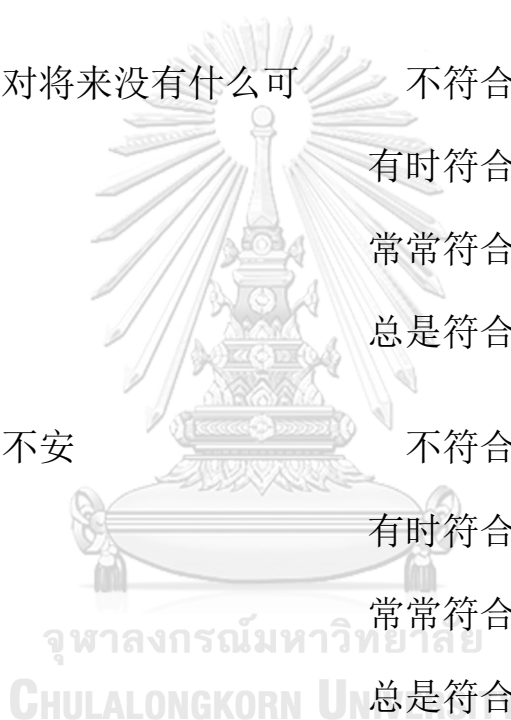 对将来没有什么可 不符合
有时符合
常常符合
总是符合
不安 不符合
有时符合
常常符合
总是符合
จุฬาลงกรณ์มหาวิทยาลัย
CHULALONGKORN UN